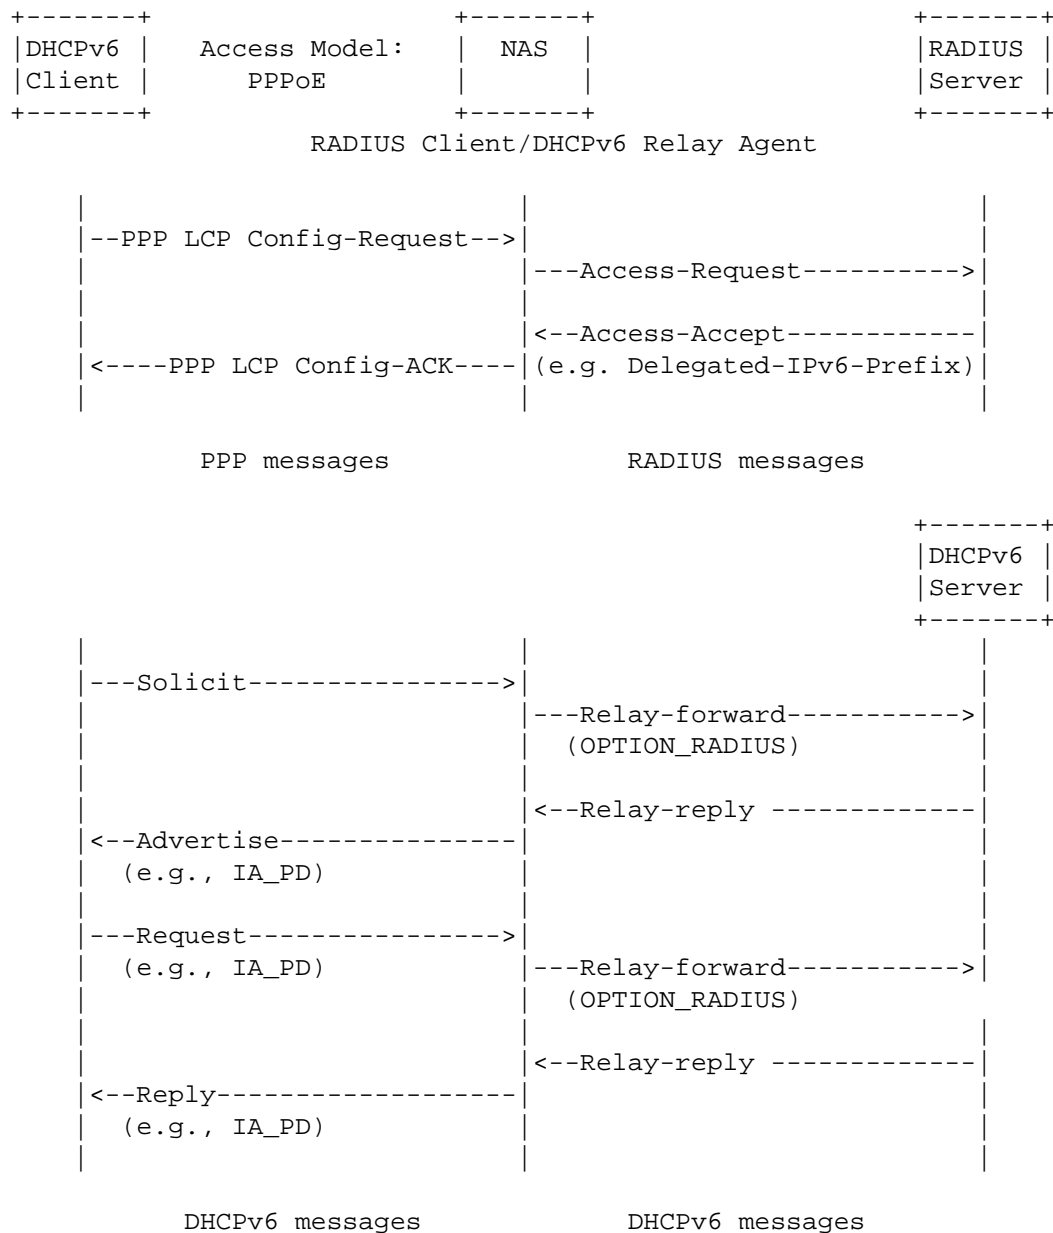 +-------+                   +-------+                    +-------+
|DHCPv6 |   Access Model:   |  NAS  |                    |RADIUS |
|Client |      PPPoE        |       |                    |Server |
+-------+                   +-------+                    +-------+
                   RADIUS Client/DHCPv6 Relay Agent

    |                           |                            |
    |--PPP LCP Config-Request-->|                            |
    |                           |---Access-Request---------->|
    |                           |                            |
    |                           |<--Access-Accept------------|
    |<----PPP LCP Config-ACK----|(e.g. Delegated-IPv6-Prefix)|
    |                           |                            |

            PPP messages               RADIUS messages

                                                         +-------+
                                                         |DHCPv6 |
                                                         |Server |
                                                         +-------+
    |                           |                            |
    |---Solicit---------------->|                            |
    |                           |---Relay-forward----------->|
    |                           |  (OPTION_RADIUS)           |
    |                           |                            |
    |                           |<--Relay-reply -------------|
    |<--Advertise---------------|                            |
    |  (e.g., IA_PD)            |                            |
    |                           |                            |
    |---Request---------------->|                            |
    |  (e.g., IA_PD)            |---Relay-forward----------->|
    |                           |  (OPTION_RADIUS)
    |                           |                            |
    |                           |<--Relay-reply -------------|
    |<--Reply-------------------|                            |
    |  (e.g., IA_PD)            |                            |
    |                           |                            |

           DHCPv6 messages             DHCPv6 messages